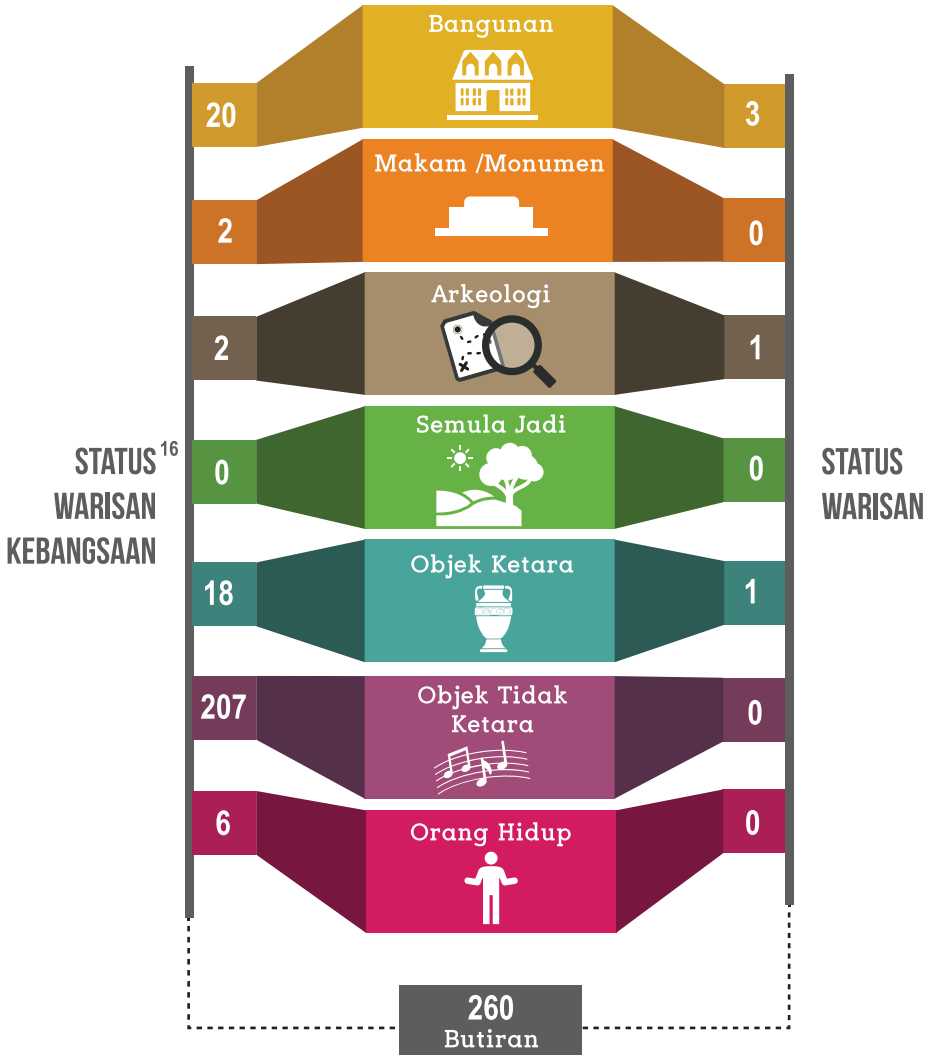 Bangunan
20
3
Makam /Monumen
2
0
Arkeologi
2
1
Semula Jadi
0
0
STATUS 16
WARISAN
KEBANGSAAN
STATUS
WARISAN
Objek Ketara
18
1
Objek Tidak
Ketara
207
0
Orang Hidup
6
0
260
Butiran